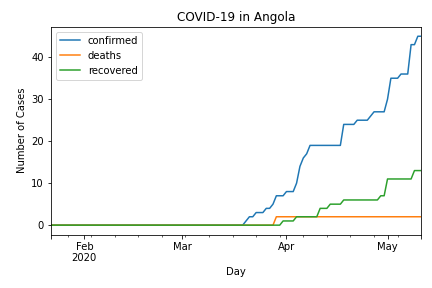 COVID-19 in Angola
confirmed
deaths
recovered
Number of Cases
40
30
20
10
0
Feb
2020
Mar
Apr
May
Day